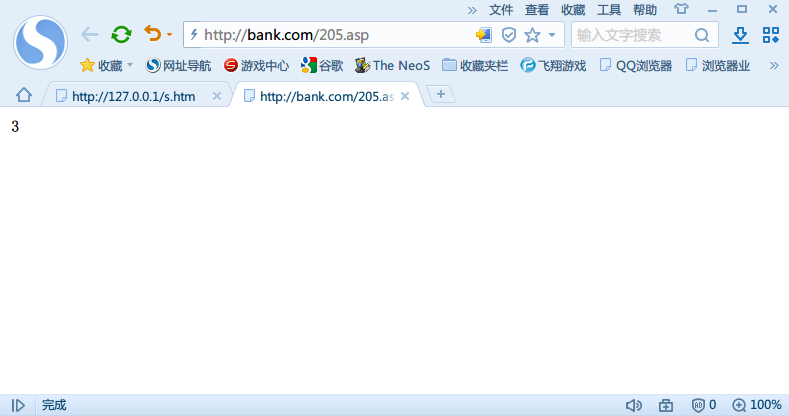 » 文件 查看 收藏 工具 帮助
http://bank.com/205.asp 输入文字搜索
收藏 网址导航 游戏中心 谷歌 The NeoS 收藏夹栏 飞翔游戏 QQ浏览器 浏览器业 »
http://127.0.0.1/s.htm × http://bank.com/205.as × +
3
完成 0 100%